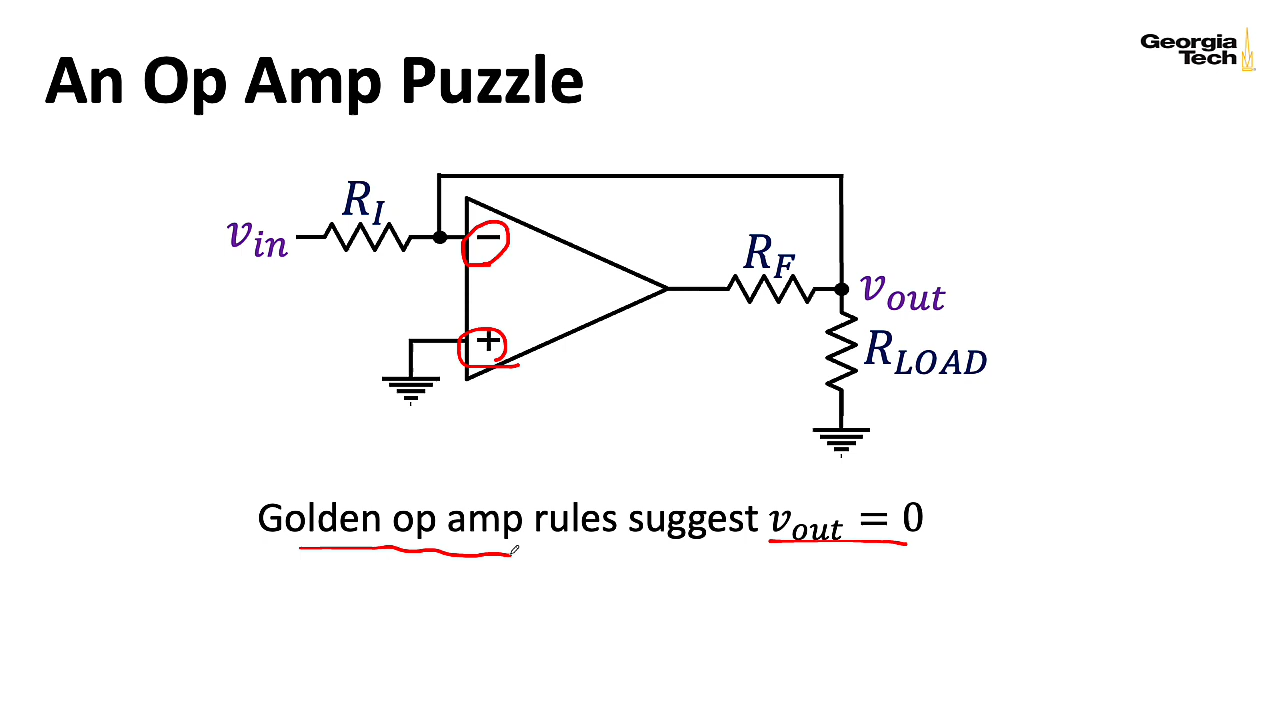 An Op Amp Puzzle
Georgia
Tech
R_I
v_in
−
+
R_F
v_out
R_LOAD
Golden op amp rules suggest v_out = 0